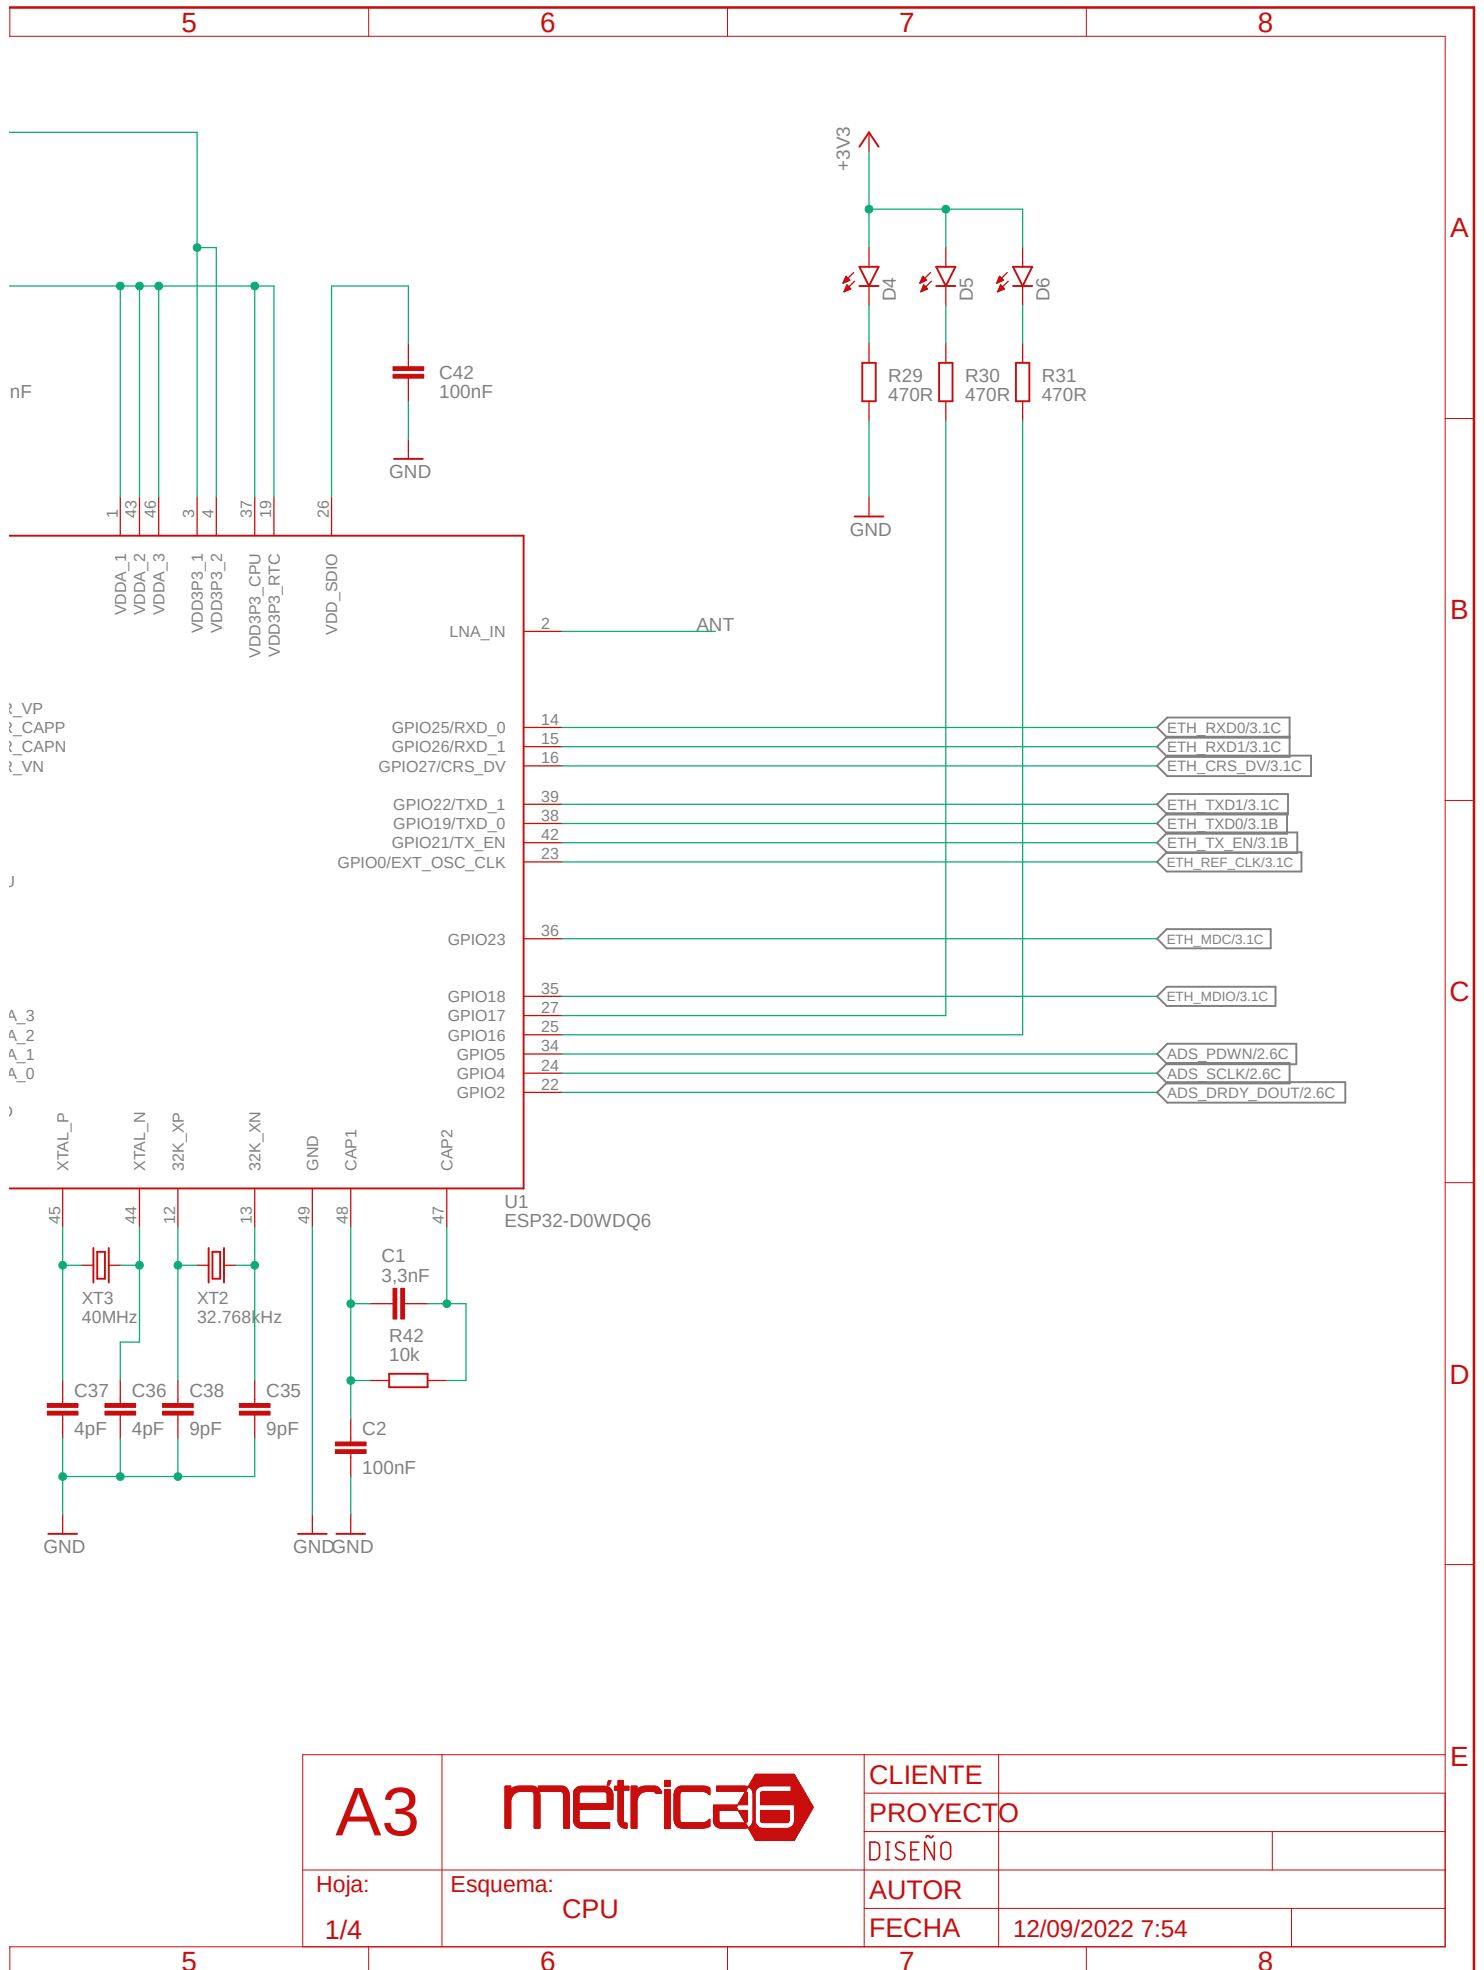 5 6 7 8
+3V3
A
D4 D5 D6
C42
100nF
nF
R29
470R
R30
470R
R31
470R
GND
GND
1 43 46 3 4 37 19 26
VDDA_1
VDDA_2
VDDA_3
VDD3P3_1
VDD3P3_2
VDD3P3_CPU
VDD3P3_RTC
VDD_SDIO
B
LNA_IN 2 ANT
_VP
_CAPP
_CAPN
_VN
GPIO25/RXD_0 14 ETH_RXD0/3.1C
GPIO26/RXD_1 15 ETH_RXD1/3.1C
GPIO27/CRS_DV 16 ETH_CRS_DV/3.1C
GPIO22/TXD_1 39 ETH_TXD1/3.1C
GPIO19/TXD_0 38 ETH_TXD0/3.1B
GPIO21/TX_EN 42 ETH_TX_EN/3.1B
GPIO0/EXT_OSC_CLK 23 ETH_REF_CLK/3.1C
GPIO23 36 ETH_MDC/3.1C
C
GPIO18 35 ETH_MDIO/3.1C
A_3 GPIO17 27
A_2 GPIO16 25
A_1 GPIO5 34 ADS_PDWN/2.6C
A_0 GPIO4 24 ADS_SCLK/2.6C
GPIO2 22 ADS_DRDY_DOUT/2.6C
XTAL_P
XTAL_N
32K_XP
32K_XN
GND
CAP1
CAP2
45 44 12 13 49 48 47
U1
ESP32-D0WDQ6
C1
3,3nF
XT3
40MHz
XT2
32.768kHz
R42
10k
D
C37
4pF
C36
4pF
C38
9pF
C35
9pF
C2
100nF
GND
GND
GND
E
A3
métrica6
CLIENTE
PROYECTO
DISEÑO
Hoja:
1/4
Esquema:
CPU
AUTOR
FECHA 12/09/2022 7:54
5 6 7 8